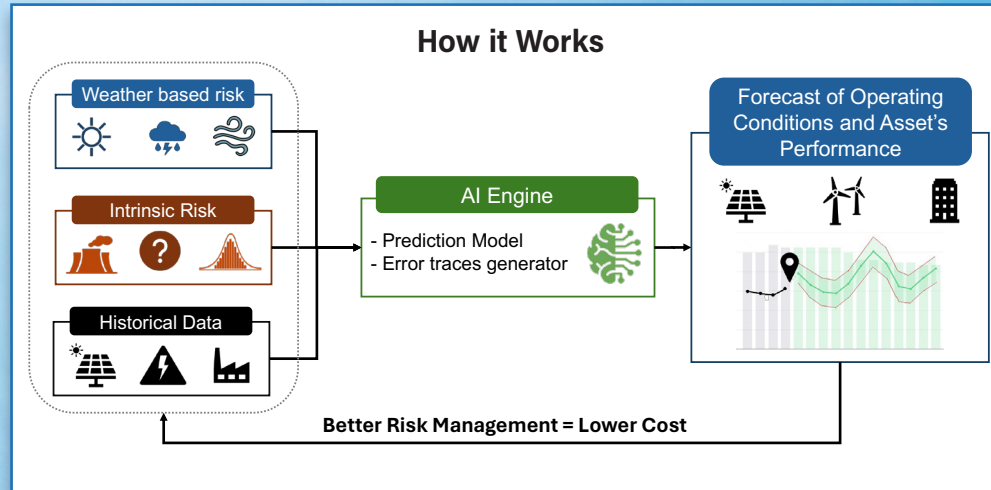 How it Works
Weather based risk
Intrinsic Risk
?
Historical Data
AI Engine
- Prediction Model
- Error traces generator
Forecast of Operating
Conditions and Asset's
Performance
Better Risk Management = Lower Cost